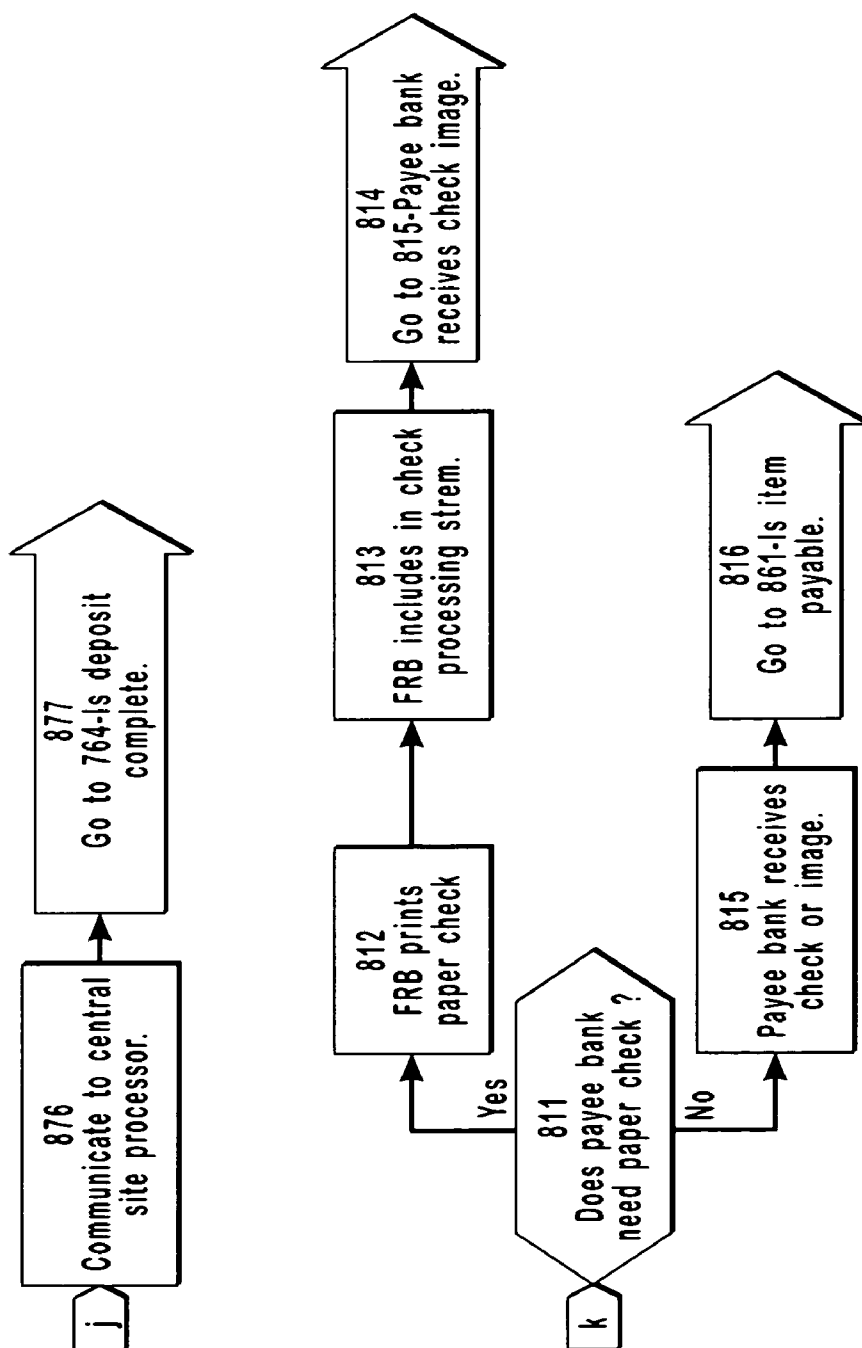 j
876
Communicate to central
site processor.
877
Go to 764-Is deposit
complete.
k
811
Does payee bank
need paper check ?
Yes
812
FRB prints
paper check
813
FRB includes in check
processing strem.
814
Go to 815-Payee bank
receives check image.
No
815
Payee bank receives
check or image.
816
Go to 861-Is item
payable.